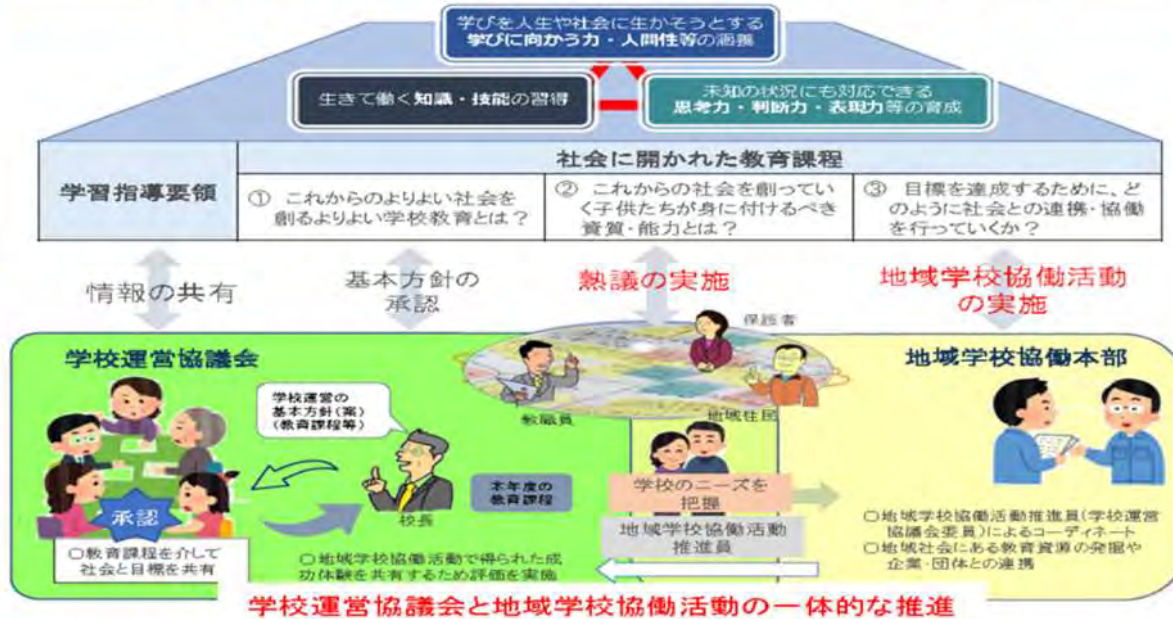 学びを人生や社会に生かそうとする
学びに向かう力・人間性等の涵養
生きて働く知識・技能の習得
未知の状況にも対応できる
思考力・判断力・表現力等の育成
学習指導要領
社会に開かれた教育課程
① これからのよりよい社会を
創るよりよい学校教育とは？
② これからの社会を創ってい
く子供たちが身に付けるべき
資質・能力とは？
③ 目標を達成するために、ど
のように社会との連携・協働
を行っていくか？
情報の共有
基本方針の
承認
熟議の実施
地域学校協働活動
の実施
学校運営協議会
学校運営の
基本方針（案）
（教育課程等）
校長
承認
○教育課程を介して
社会と目標を共有
本年度の
教育課程
○地域学校協働活動で得られた成
功体験を共有するため評価を実施
保護者
教職員
地域住民
学校のニーズを
把握
地域学校協働活動
推進員
地域学校協働本部
○地域学校協働活動推進員（学校運営
協議会委員）によるコーディネート
○地域社会にある教育資源の発掘や
企業・団体との連携
学校運営協議会と地域学校協働活動の一体的な推進